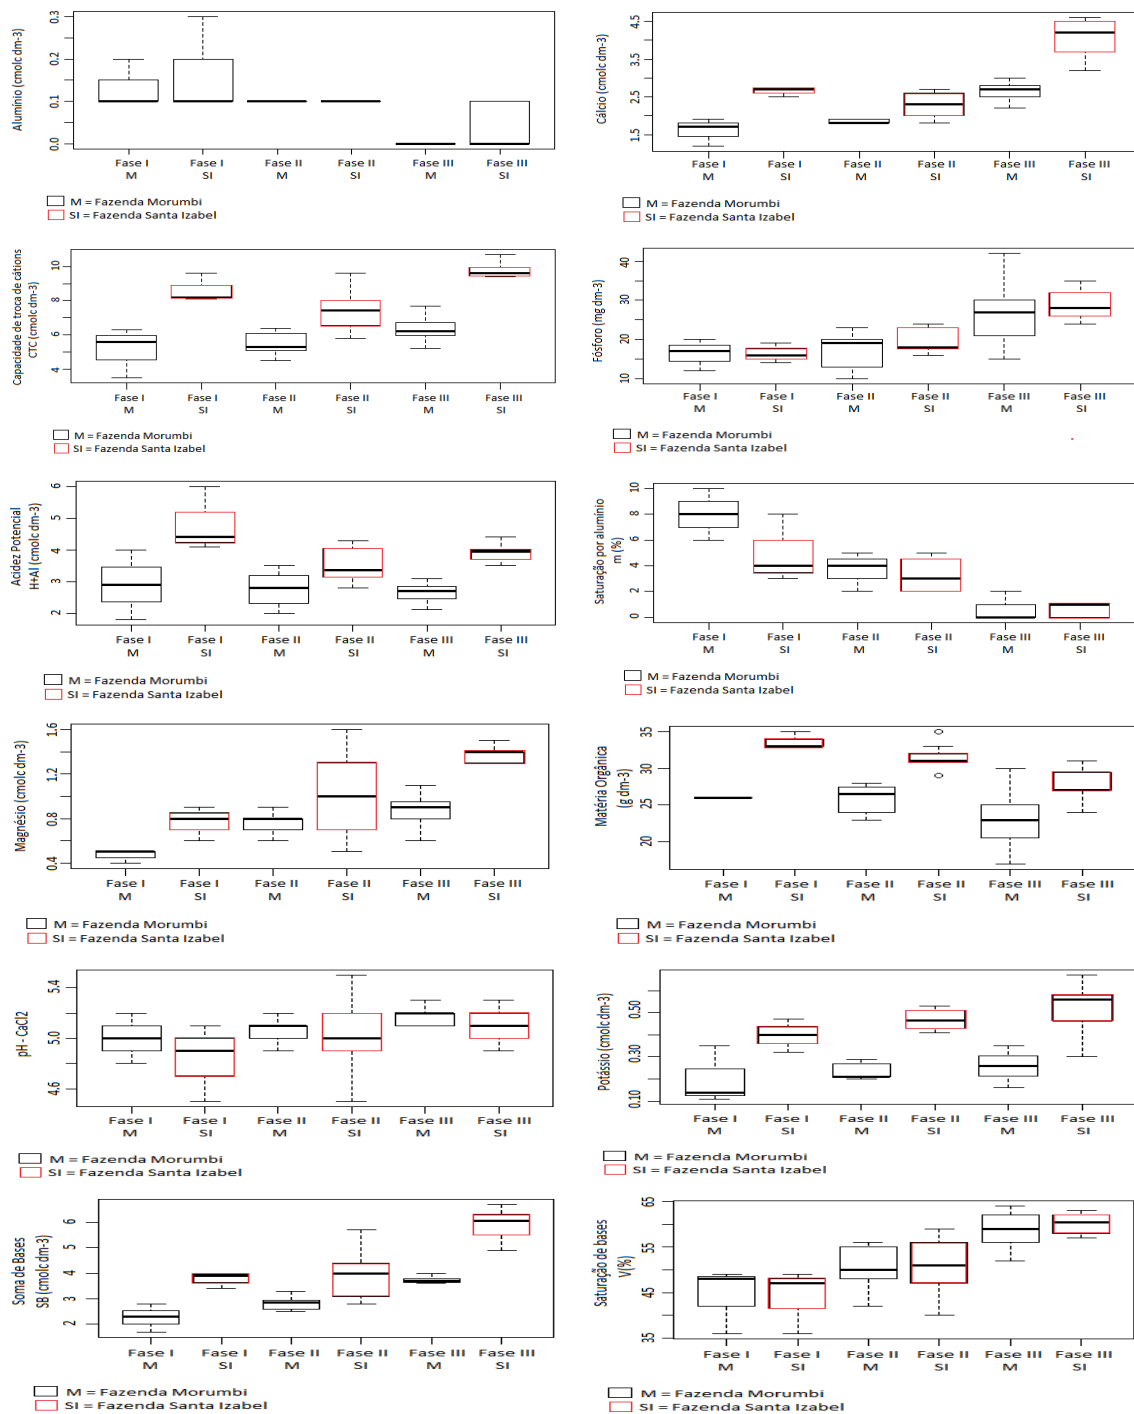 Alumínio (cmolc dm-3)
0.3
0.2
0.1
0.0
Fase I Fase I Fase II Fase II Fase III Fase III
M SI M SI M SI
M = Fazenda Morumbi
SI = Fazenda Santa Izabel
Cálcio (cmolc dm-3)
4.5
3.5
2.5
1.5
Fase I Fase I Fase II Fase II Fase III Fase III
M SI M SI M SI
M = Fazenda Morumbi
SI = Fazenda Santa Izabel
Capacidade de troca de cátions
CTC (cmolc dm-3)
10
8
6
4
Fase I Fase I Fase II Fase II Fase III Fase III
M SI M SI M SI
M = Fazenda Morumbi
SI = Fazenda Santa Izabel
Fósforo (mg dm-3)
40
30
20
10
Fase I Fase I Fase II Fase II Fase III Fase III
M SI M SI M SI
M = Fazenda Morumbi
SI = Fazenda Santa Izabel
Acidez Potencial
H+Al (cmolc dm-3)
6
5
4
3
2
Fase I Fase I Fase II Fase II Fase III Fase III
M SI M SI M SI
M = Fazenda Morumbi
SI = Fazenda Santa Izabel
Saturação por alumínio
m (%)
10
8
6
4
2
0
Fase I Fase I Fase II Fase II Fase III Fase III
M SI M SI M SI
M = Fazenda Morumbi
SI = Fazenda Santa Izabel
Magnésio (cmolc dm-3)
1.6
1.2
0.8
0.4
Fase I Fase I Fase II Fase II Fase III Fase III
M SI M SI M SI
M = Fazenda Morumbi
SI = Fazenda Santa Izabel
Matéria Orgânica
(g dm-3)
35
30
25
20
Fase I Fase I Fase II Fase II Fase III Fase III
M SI M SI M SI
M = Fazenda Morumbi
SI = Fazenda Santa Izabel
pH - CaCl2
5.4
5.0
4.6
Fase I Fase I Fase II Fase II Fase III Fase III
M SI M SI M SI
M = Fazenda Morumbi
SI = Fazenda Santa Izabel
Potássio (cmolc dm-3)
0.50
0.30
0.10
Fase I Fase I Fase II Fase II Fase III Fase III
M SI M SI M SI
M = Fazenda Morumbi
SI = Fazenda Santa Izabel
Soma de Bases
SB (cmolc dm-3)
6
5
4
3
2
Fase I Fase I Fase II Fase II Fase III Fase III
M SI M SI M SI
M = Fazenda Morumbi
SI = Fazenda Santa Izabel
Saturação de bases
V(%)
65
55
45
35
Fase I Fase I Fase II Fase II Fase III Fase III
M SI M SI M SI
M = Fazenda Morumbi
SI = Fazenda Santa Izabel